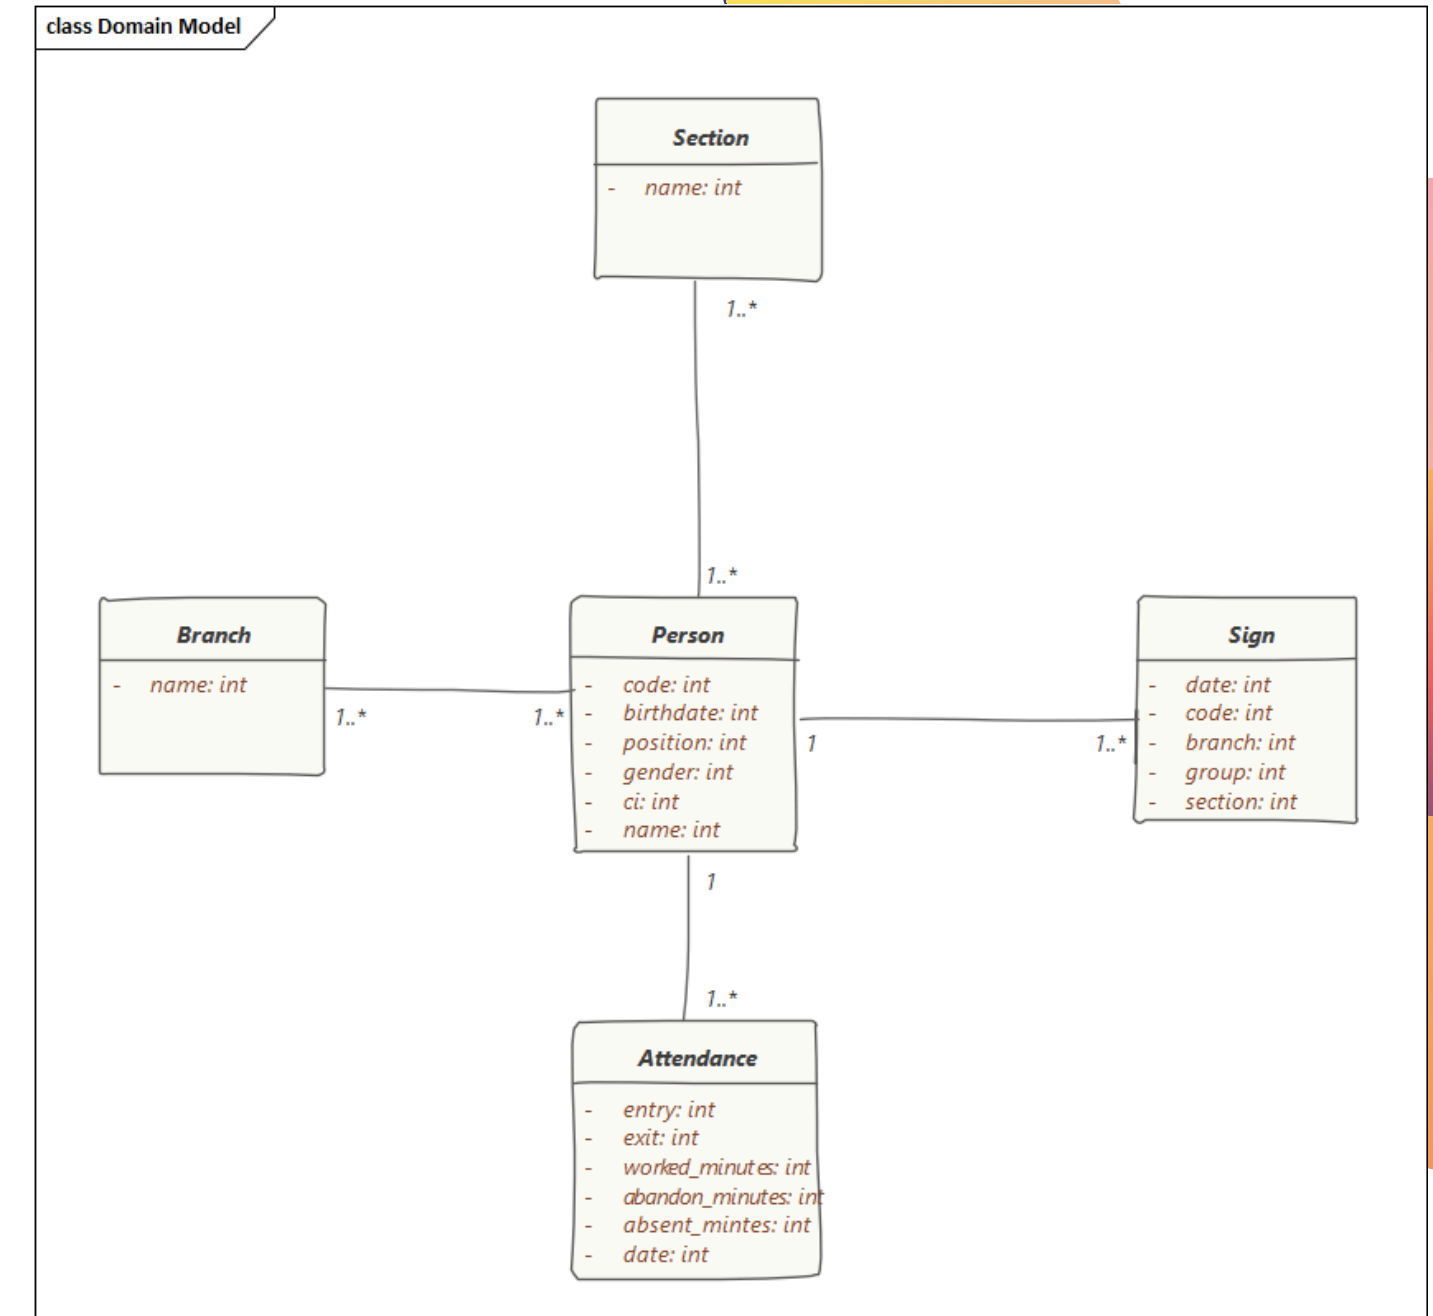 class Domain Model
Section
- name: int
1..*
1..*
Branch
- name: int
1..*
1..*
Person
- code: int
- birthdate: int
- position: int
- gender: int
- ci: int
- name: int
1
1..*
Sign
- date: int
- code: int
- branch: int
- group: int
- section: int
1
1..*
Attendance
- entry: int
- exit: int
- worked_minutes: int
- abandon_minutes: int
- absent_mintes: int
- date: int